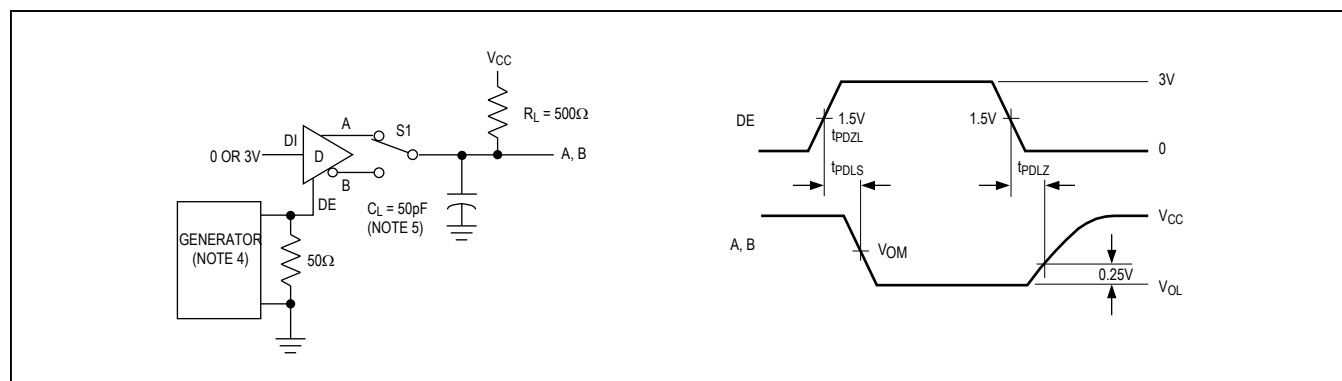 VCC
RL = 500Ω
A
S1
DI
D
0 OR 3V
A, B
B
DE
CL = 50pF
(NOTE 5)
GENERATOR
(NOTE 4)
50Ω
3V
DE
1.5V
1.5V
tPDZL
0
tPDLS
tPDLZ
VCC
A, B
VOM
0.25V
VOL